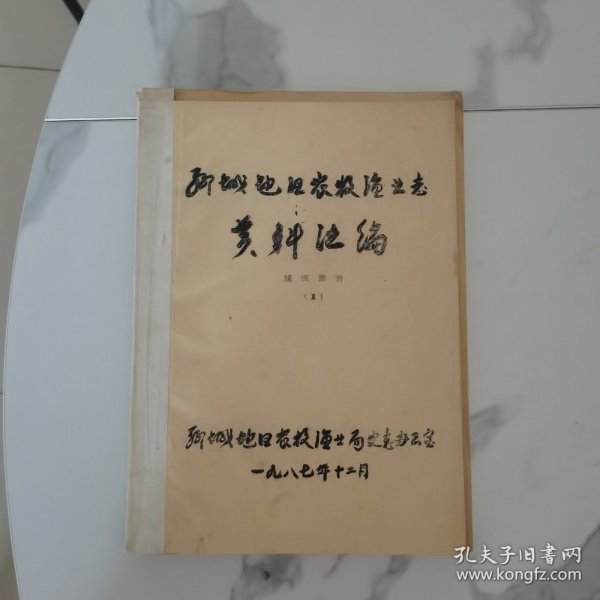 聊城地区农牧渔业志
资料汇编
植保部分
(Ⅱ)
聊城地区农牧渔业局史志办公室
一九八七年十二月
孔夫子旧书网
www.kongfz.com